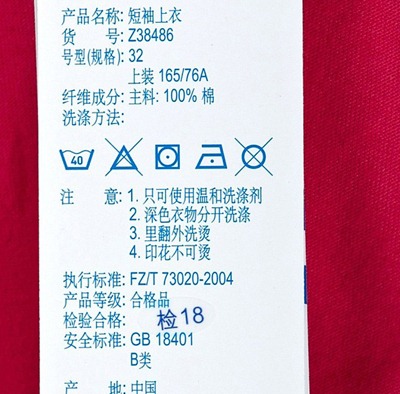 产品名称: 短袖上衣
货 号: Z38486
号型(规格): 32
上装 165/76A
纤维成分: 主料: 100% 棉
洗涤方法:
40
注 意: 1. 只可使用温和洗涤剂
2. 深色衣物分开洗涤
3. 里翻外洗烫
4. 印花不可烫
执行标准: FZ/T 73020-2004
产品等级: 合格品
检验合格: 检18
安全标准: GB 18401
B类
产 地: 中国